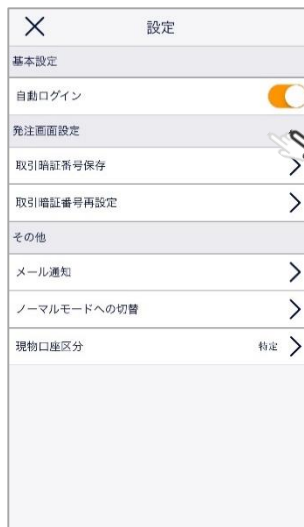 設定
基本設定
自動ログイン
発注画面設定
取引暗証番号保存
取引暗証番号再設定
その他
メール通知
ノーマルモードへの切替
現物口座区分 特定